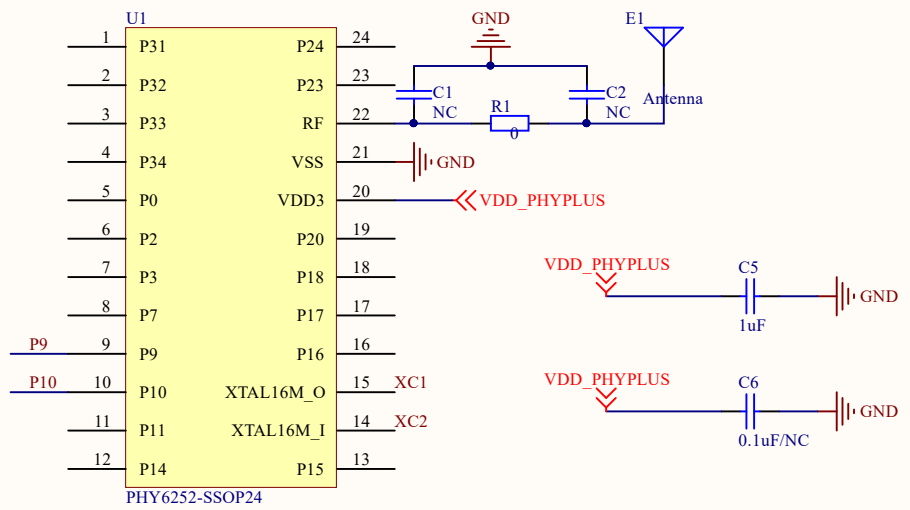 U1
GND
E1
1 P31 P24 24
2 P32 P23 23
C1 C2
NC R1 NC Antenna
3 P33 RF 22 0
4 P34 VSS 21 GND
5 P0 VDD3 20 VDD_PHYPLUS
6 P2 P20 19
7 P3 P18 18
8 P7 P17 17
P9 9 P9 P16 16
P10 10 P10 XTAL16M_O 15 XC1
11 P11 XTAL16M_I 14 XC2
12 P14 P15 13
PHY6252-SSOP24
VDD_PHYPLUS C5
GND
1uF
VDD_PHYPLUS C6
GND
0.1uF/NC